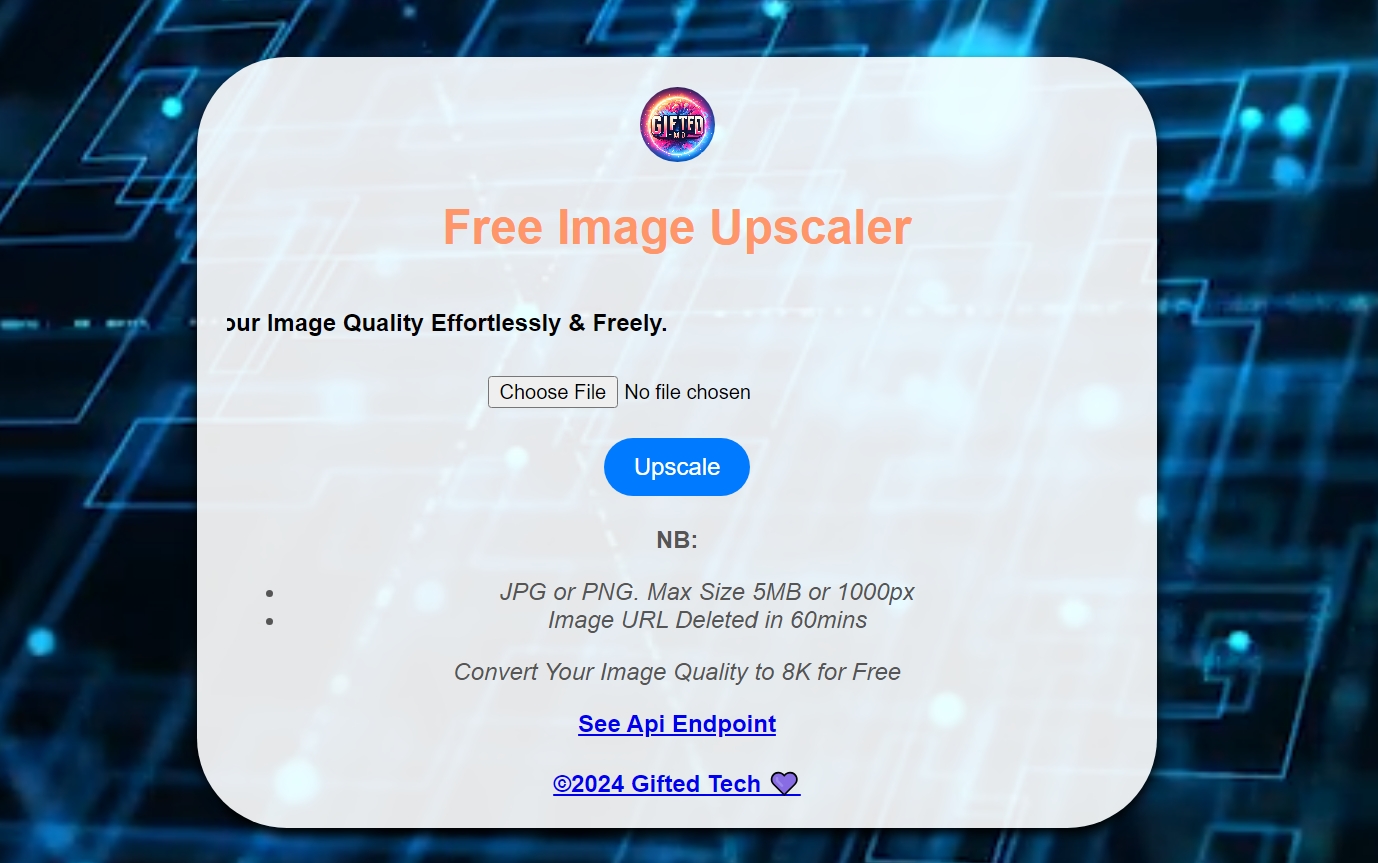 GIFTED
-MD
Free Image Upscaler
our Image Quality Effortlessly & Freely.
Choose File No file chosen
Upscale
NB:
• JPG or PNG. Max Size 5MB or 1000px
• Image URL Deleted in 60mins
Convert Your Image Quality to 8K for Free
See Api Endpoint
©2024 Gifted Tech 💜